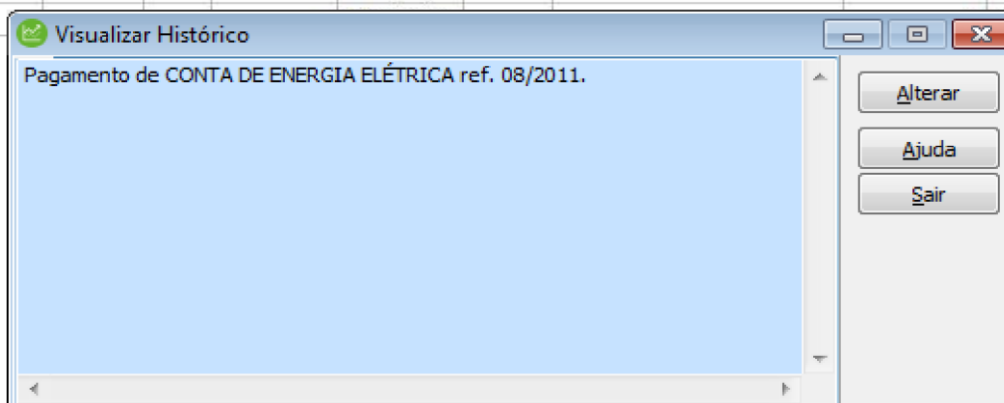 Visualizar Histórico
Pagamento de CONTA DE ENERGIA ELÉTRICA ref. 08/2011.
Alterar
Ajuda
Sair